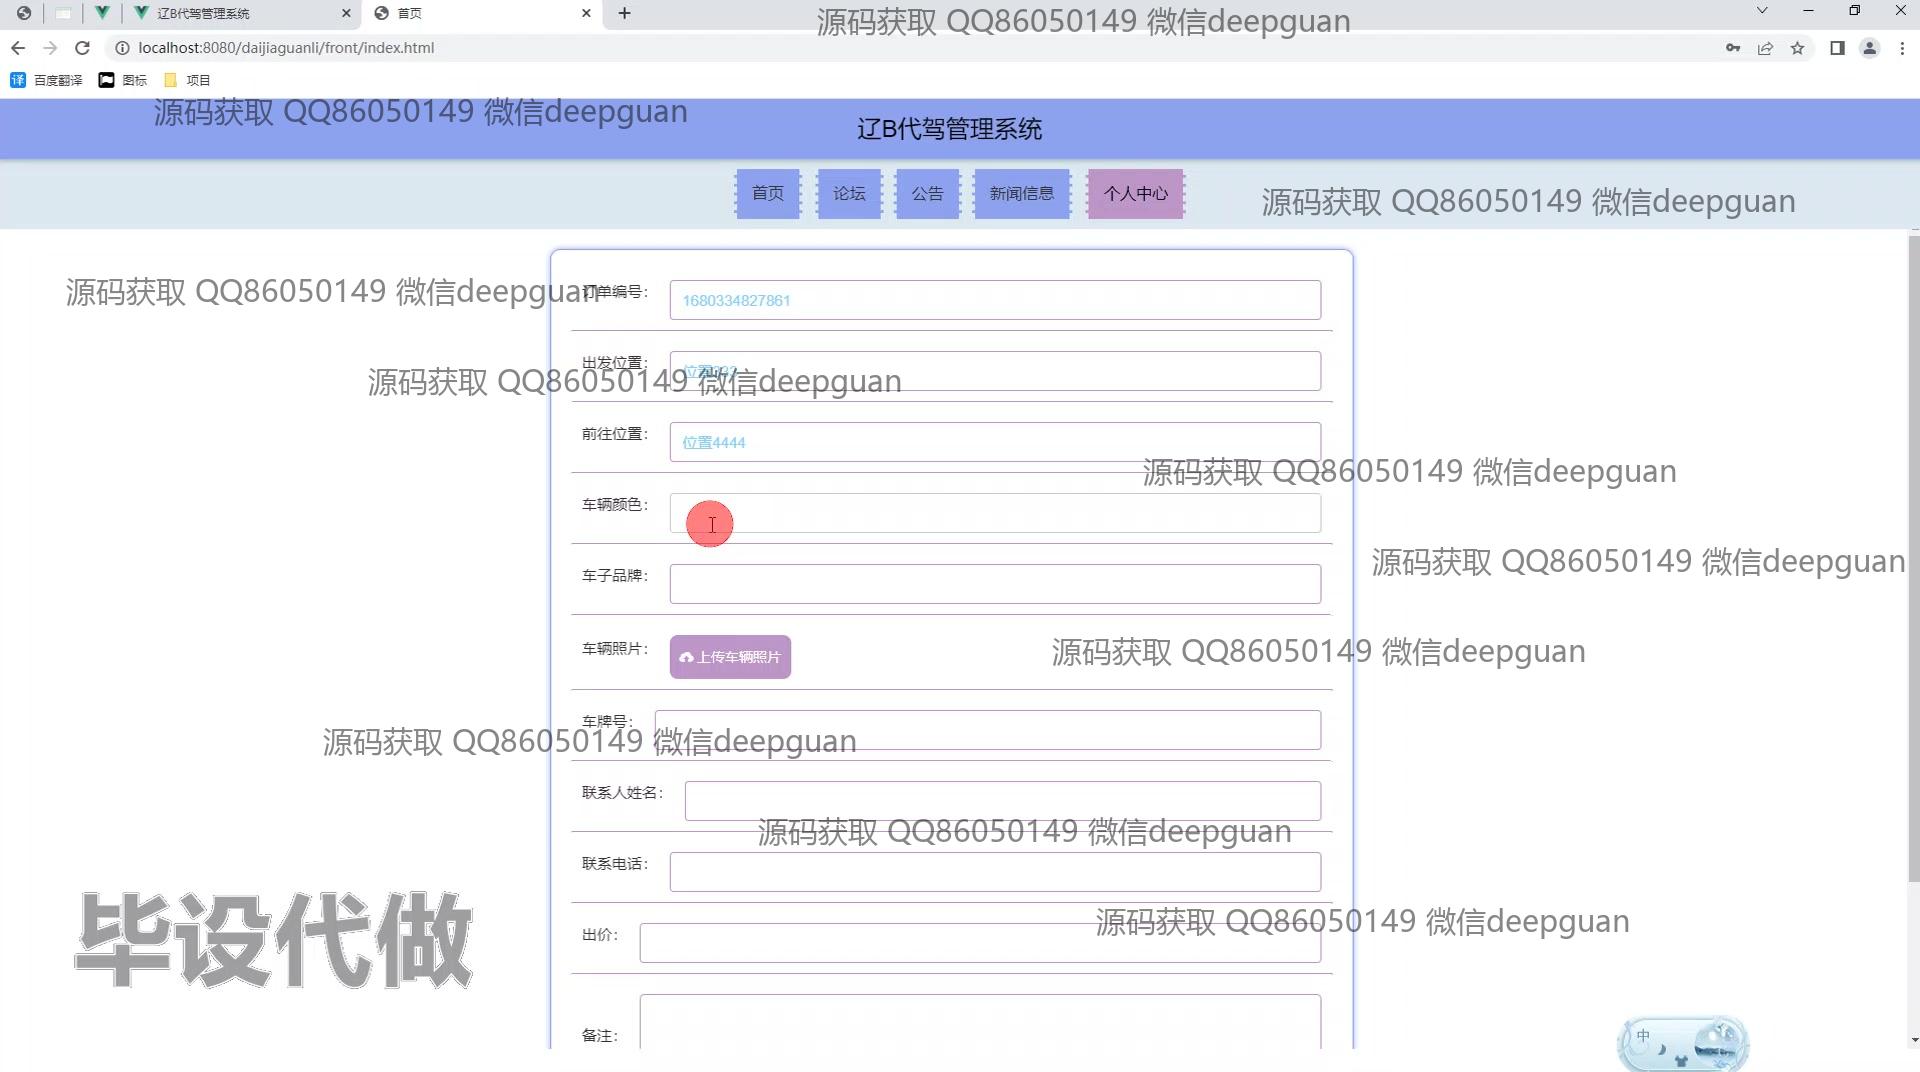 辽B代驾管理系统
首页
源码获取 QQ86050149 微信deepguan
localhost:8080/daijiaguanli/front/index.html
百度翻译 图标 项目
源码获取 QQ86050149 微信deepguan
辽B代驾管理系统
首页 论坛 公告 新闻信息 个人中心
源码获取 QQ86050149 微信deepguan
源码获取 QQ86050149 微信deepguan
订单编号: 1680334827861
出发位置:
源码获取 QQ86050149 微信deepguan
前往位置: 位置4444
源码获取 QQ86050149 微信deepguan
车辆颜色:
源码获取 QQ86050149 微信deepguan
车子品牌:
车辆照片: 上传车辆照片
源码获取 QQ86050149 微信deepguan
车牌号:
源码获取 QQ86050149 微信deepguan
联系人姓名:
源码获取 QQ86050149 微信deepguan
联系电话:
源码获取 QQ86050149 微信deepguan
出价:
毕设代做
备注:
中